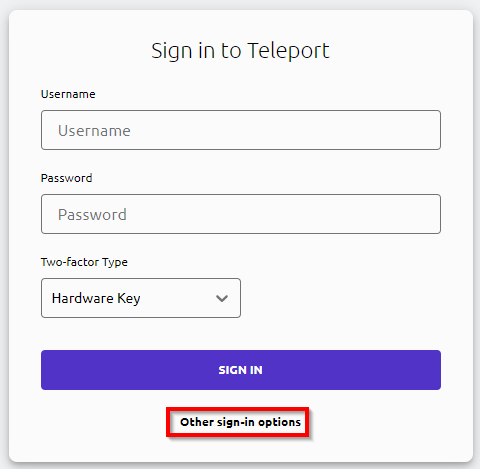 Sign in to Teleport
Username
Username
Password
Password
Two-factor Type
Hardware Key
SIGN IN
Other sign-in options